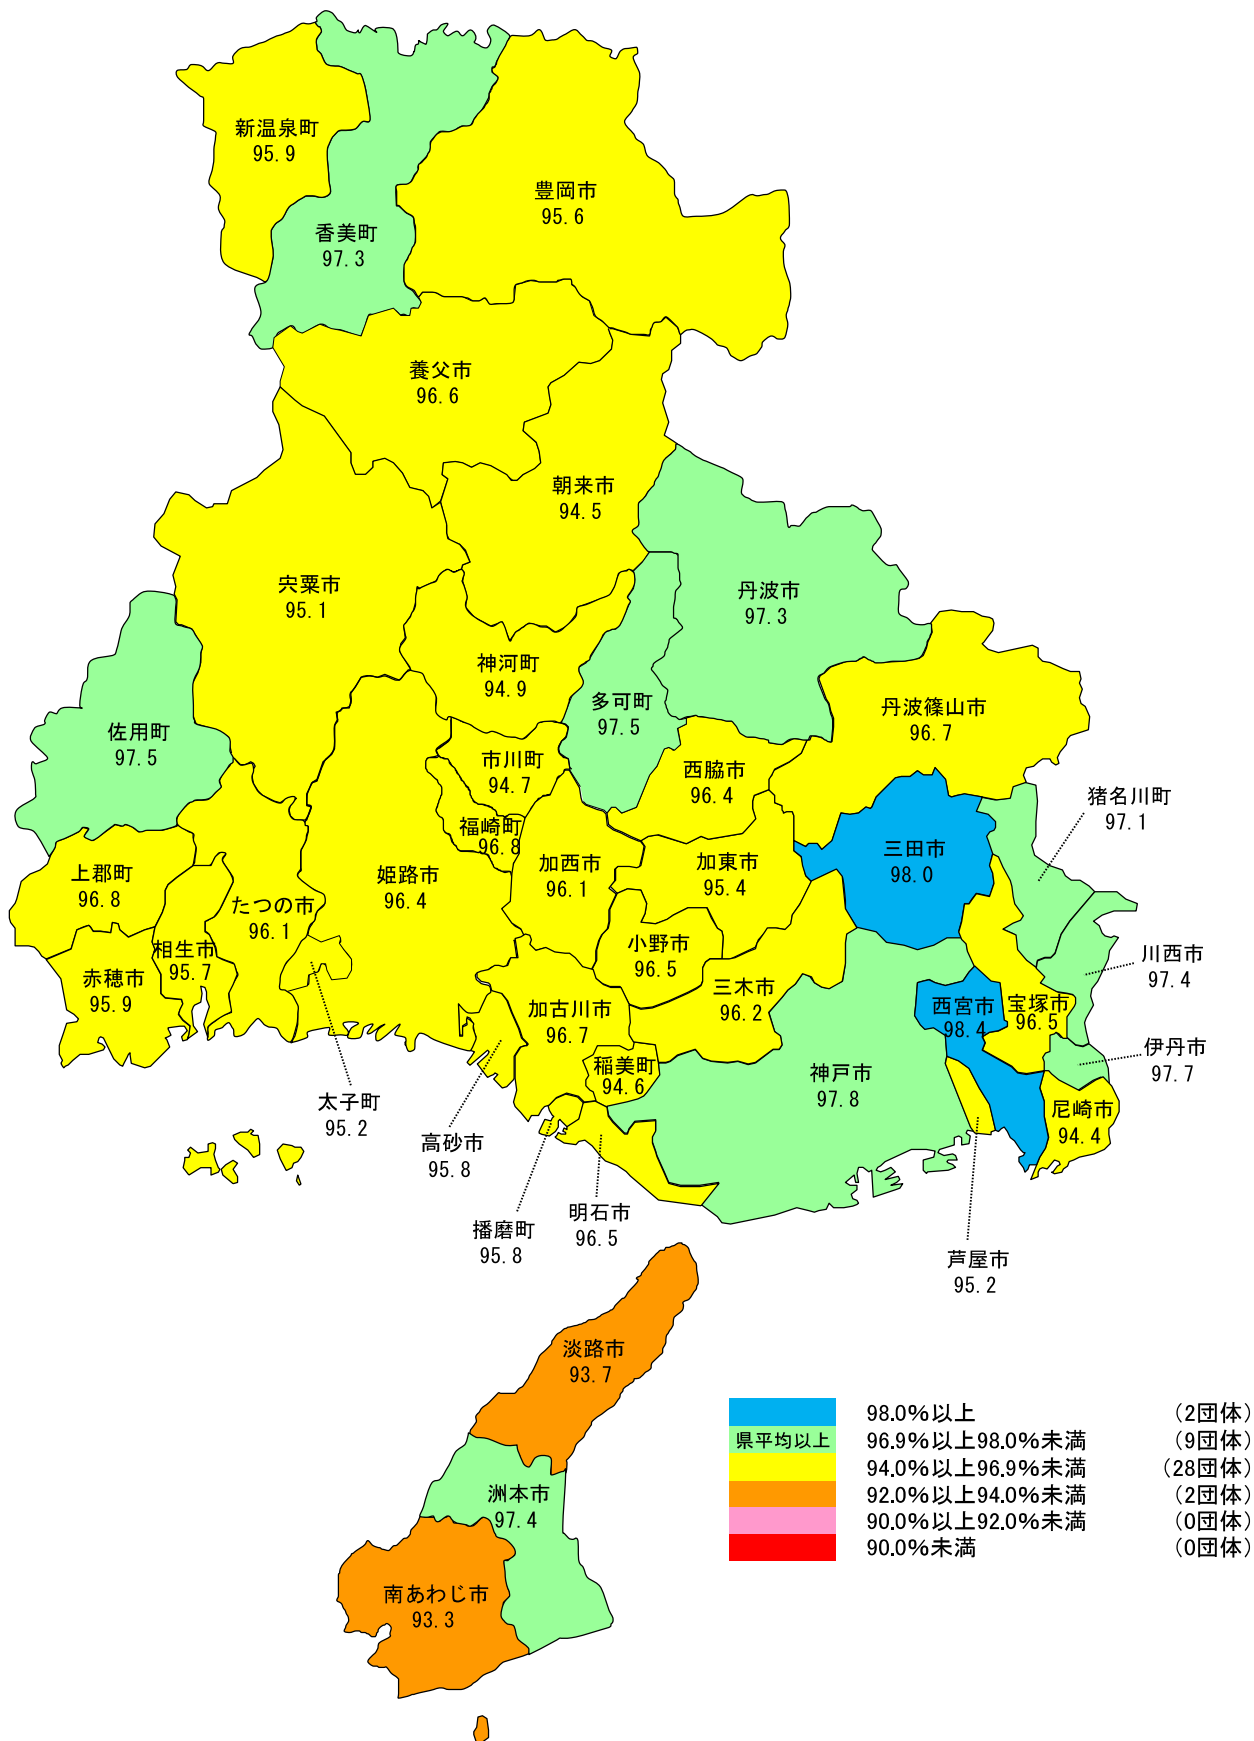 新温泉町
95.9
香美町
97.3
豊岡市
95.6
養父市
96.6
朝来市
94.5
宍粟市
95.1
丹波市
97.3
神河町
94.9
多可町
97.5
丹波篠山市
96.7
佐用町
97.5
市川町
94.7
西脇市
96.4
猪名川町
97.1
福崎町
96.8
三田市
98.0
上郡町
96.8
姫路市
96.4
加西市
96.1
加東市
95.4
たつの市
96.1
相生市
95.7
小野市
96.5
川西市
97.4
赤穂市
95.9
三木市
96.2
加古川市
96.7
西宮市
98.4
宝塚市
96.5
伊丹市
97.7
稲美町
94.6
神戸市
97.8
太子町
95.2
尼崎市
94.4
高砂市
95.8
播磨町
95.8
明石市
96.5
芦屋市
95.2
淡路市
93.7
洲本市
97.4
南あわじ市
93.3
98.0%以上 (2団体)
県平均以上 96.9%以上98.0%未満 (9団体)
94.0%以上96.9%未満 (28団体)
92.0%以上94.0%未満 (2団体)
90.0%以上92.0%未満 (0団体)
90.0%未満 (0団体)